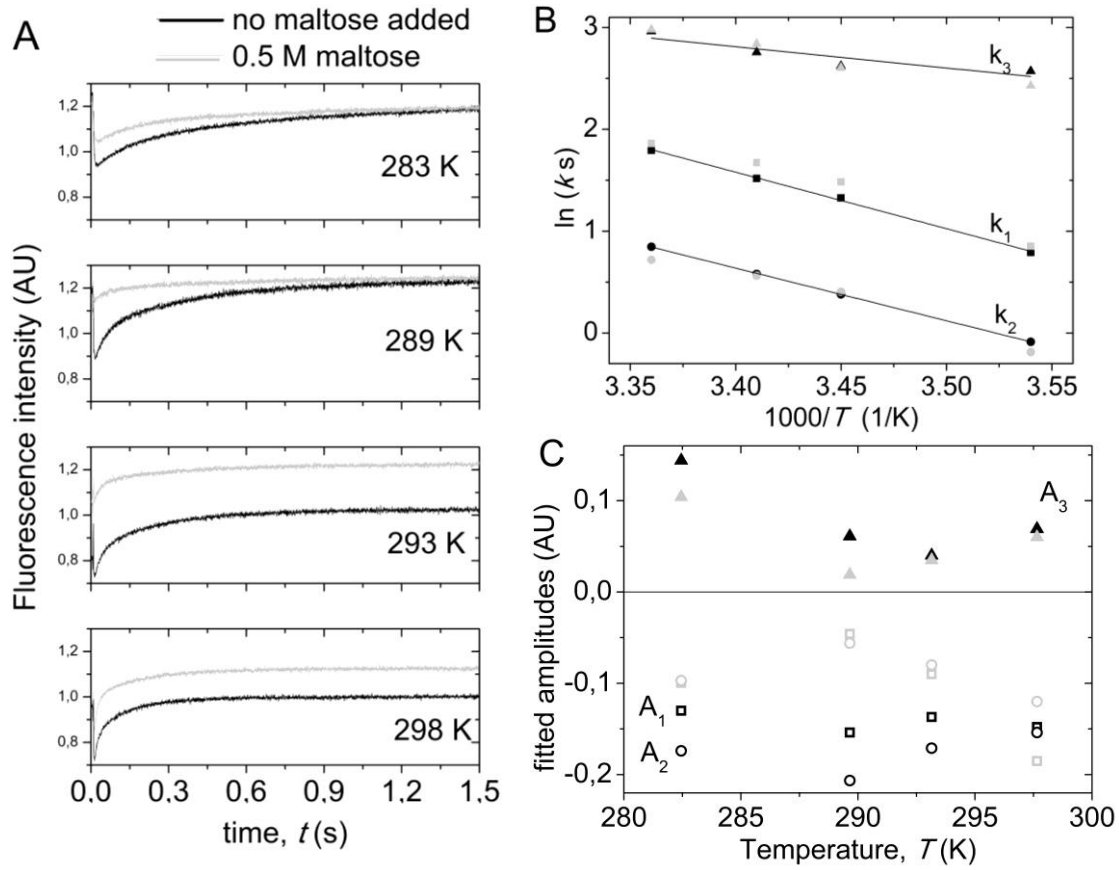 A
no maltose added
0.5 M maltose
Fluorescence intensity (AU)
1,2
1,0
0.8
283 K
1,2
1,0
0.8
289 K
1,2
1,0
0.8
293 K
1,2
1,0
0.8
298 K
0,0 0,3 0,6 0,9 1,2 1,5
time, t (s)
B
ln (k s)
3
2
1
0
k3
k1
k2
3.35 3.40 3.45 3.50 3.55
1000/T (1/K)
C
fitted amplitudes (AU)
0,1
0,0
-0,1
-0,2
A3
A1
A2
280 285 290 295 300
Temperature, T (K)